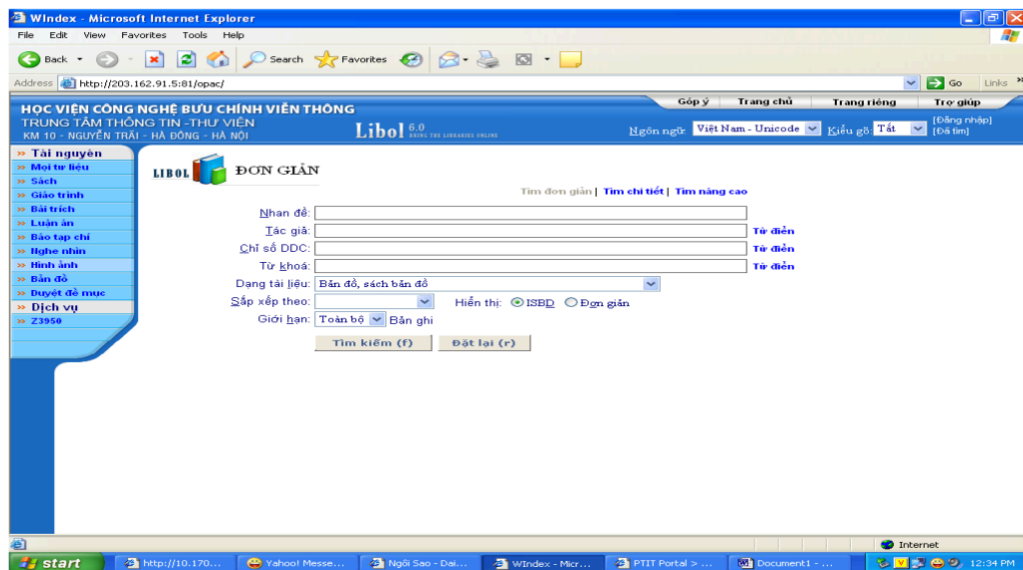 WIndex - Microsoft Internet Explorer
File Edit View Favorites Tools Help
Back Search Favorites
Address http://203.162.91.5:81/opac/ Go Links
HỌC VIỆN CÔNG NGHỆ BƯU CHÍNH VIỄN THÔNG Góp ý Trang chủ Trang riêng Trợ giúp
TRUNG TÂM THÔNG TIN -THƯ VIỆN
KM 10 - NGUYỄN TRÃI - HÀ ĐÔNG - HÀ NỘI
Libol 6.0
Ngôn ngữ: Việt Nam - Unicode Kiểu gõ: Tắt [Đăng nhập]
[Đã tìm]
» Tài nguyên
» Mọi tư liệu
» Sách
» Giáo trình
» Bài trích
» Luận án
» Báo tạp chí
» Nghe nhìn
» Hình ảnh
» Bản đồ
» Duyệt đề mục
» Dịch vụ
» Z3950
LIBOL ĐƠN GIẢN
Tìm đơn giản | Tìm chi tiết | Tìm nâng cao
Nhan đề:
Tác giả: Từ điển
Chỉ số DDC: Từ điển
Từ khoá: Từ điển
Dạng tài liệu: Bản đồ, sách bản đồ
Sắp xếp theo: Hiển thị: ISBD Đơn giản
Giới hạn: Toàn bộ Bản ghi
Tìm kiếm (f) Đặt lại (r)
Internet
start http://10.170... Yahoo! Messe... Ngôi Sao - Dai... WIndex - Micr... PTIT Portal > ... Document1 - ... 12:34 PM